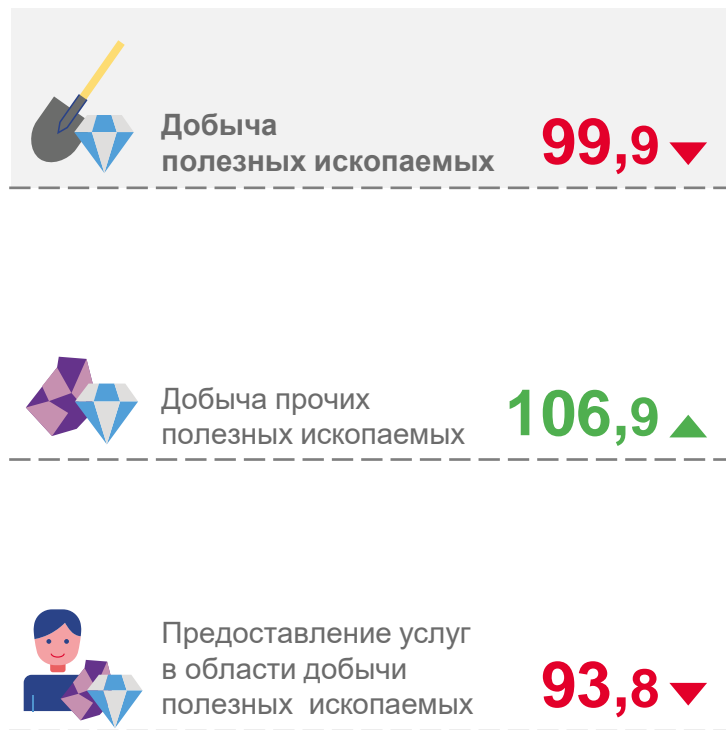 Добыча
полезных ископаемых
99,9
Добыча прочих
полезных ископаемых
106,9
Предоставление услуг
в области добычи
полезных ископаемых
93,8